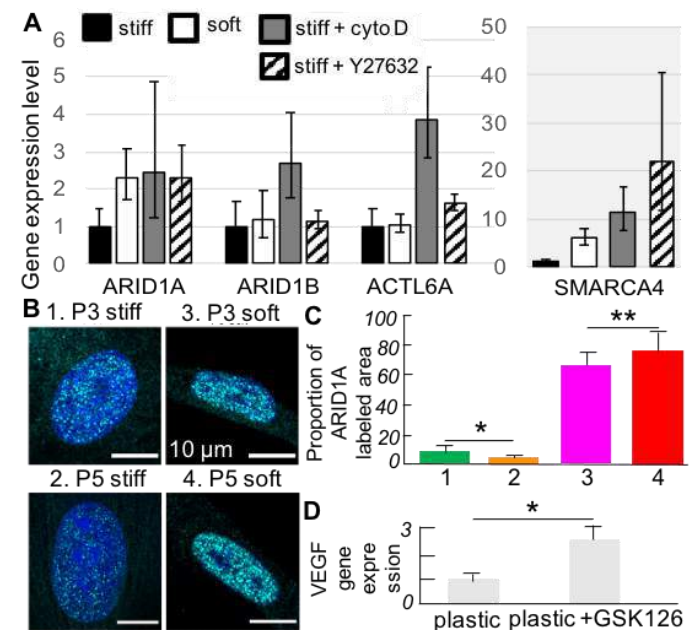 A
stiff
soft
stiff + cyto D
stiff + Y27632
Gene expression level
6
5
4
3
2
1
0
50
40
30
20
10
0
ARID1A
ARID1B
ACTL6A
SMARCA4
B
1. P3 stiff
3. P3 soft
10 μm
2. P5 stiff
4. P5 soft
C
Proportion of
ARID1A
labeled area
100
80
60
40
20
0
*
**
1
2
3
4
D
VEGF
gene
expre
ssion
3
0
*
plastic
plastic +GSK126